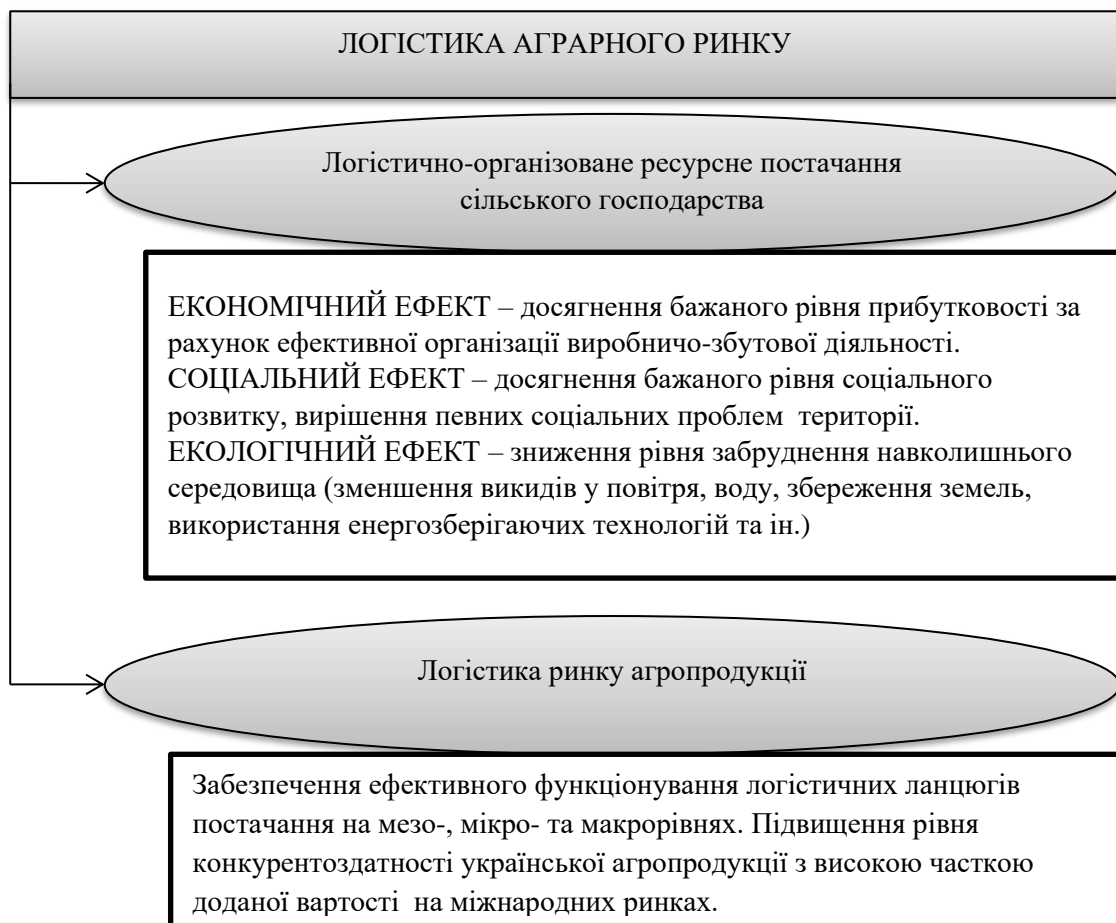 ЛОГІСТИКА АГРАРНОГО РИНКУ
Логістично-організоване ресурсне постачання
сільського господарства
ЕКОНОМІЧНИЙ ЕФЕКТ – досягнення бажаного рівня прибутковості за
рахунок ефективної організації виробничо-збутової діяльності.
СОЦІАЛЬНИЙ ЕФЕКТ – досягнення бажаного рівня соціального
розвитку, вирішення певних соціальних проблем території.
ЕКОЛОГІЧНИЙ ЕФЕКТ – зниження рівня забруднення навколишнього
середовища (зменшення викидів у повітря, воду, збереження земель,
використання енергозберігаючих технологій та ін.)
Логістика ринку агропродукції
Забезпечення ефективного функціонування логістичних ланцюгів
постачання на мезо-, мікро- та макрорівнях. Підвищення рівня
конкурентоздатності української агропродукції з високою часткою
доданої вартості на міжнародних ринках.